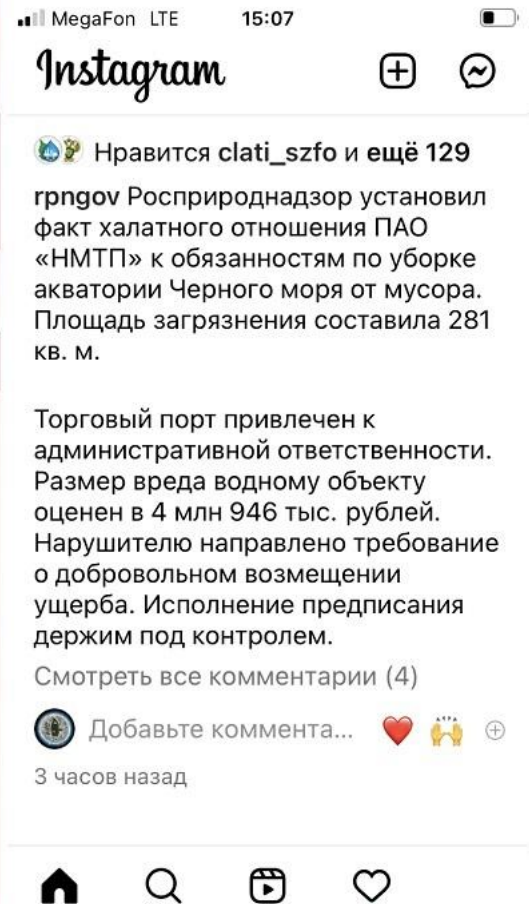 MegaFon LTE 15:07
Instagram
Нравится clati_szfo и ещё 129
rpngov Росприроднадзор установил
факт халатного отношения ПАО
«НМТП» к обязанностям по уборке
акватории Черного моря от мусора.
Площадь загрязнения составила 281
кв. м.
Торговый порт привлечен к
административной ответственности.
Размер вреда водному объекту
оценен в 4 млн 946 тыс. рублей.
Нарушителю направлено требование
о добровольном возмещении
ущерба. Исполнение предписания
держим под контролем.
Смотреть все комментарии (4)
Добавьте коммента...
3 часов назад